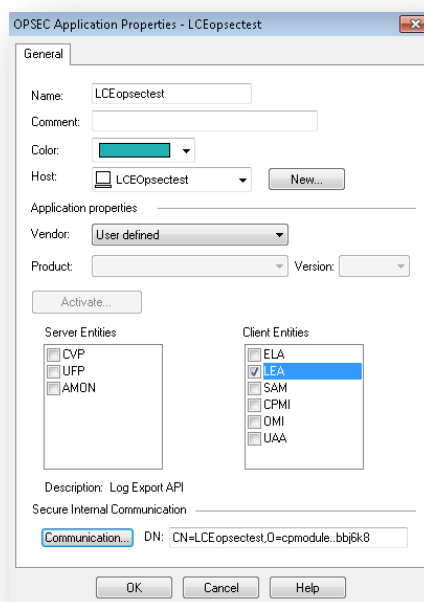 OPSEC Application Properties - LCEopsectest
General
Name: LCEopsectest
Comment:
Color:
Host: LCEOpsectest New...
Application properties
Vendor: User defined
Product: Version:
Activate...
Server Entities Client Entities
CVP ELA
UFP LEA
AMON SAM
CPMI
OMI
UAA
Description: Log Export API
Secure Internal Communication
Communication... DN: CN=LCEopsectest,O=cpmodule..bbj6k8
OK Cancel Help